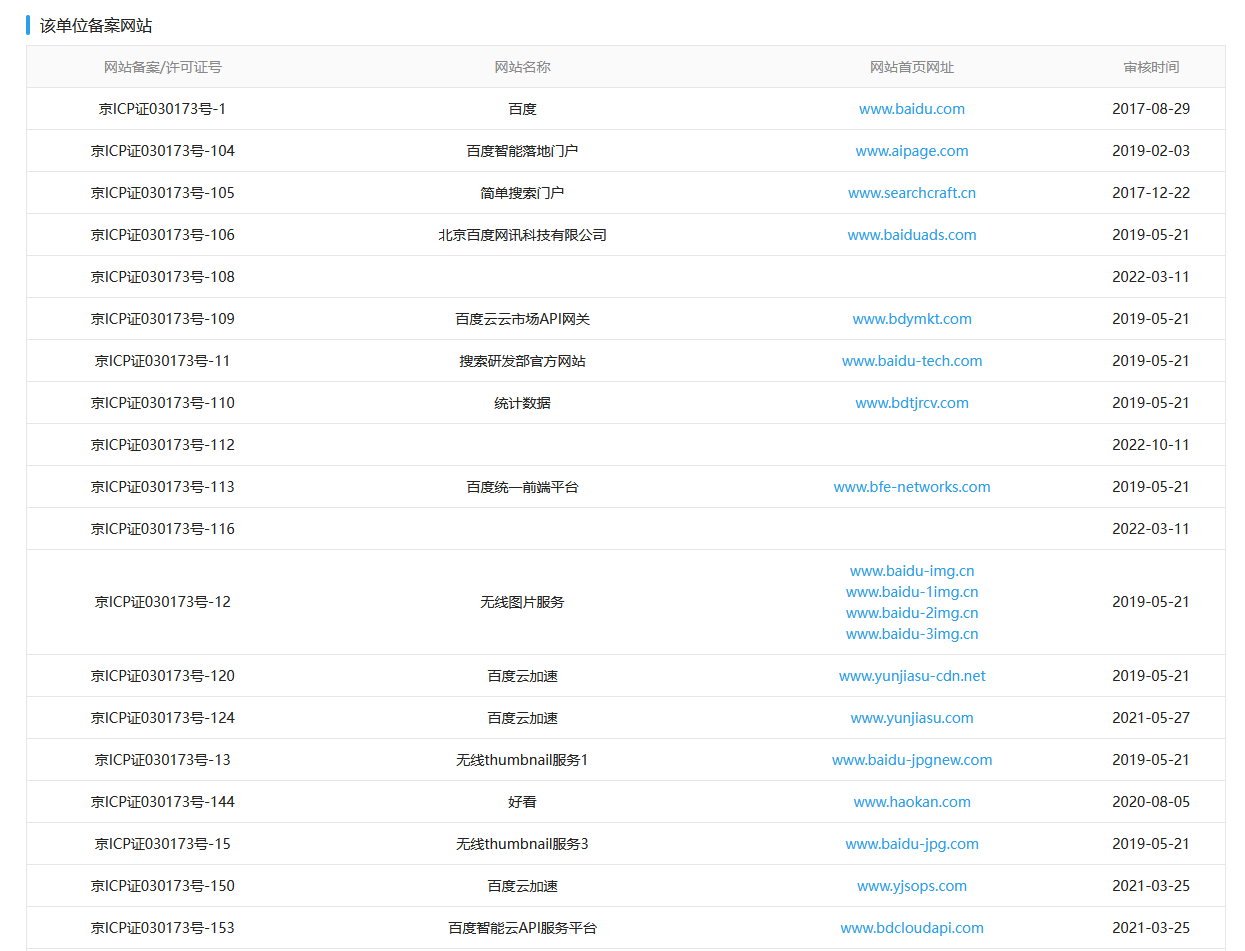 该单位备案网站
网站备案/许可证号 网站名称 网站首页网址 审核时间
京ICP证030173号-1 百度 www.baidu.com 2017-08-29
京ICP证030173号-104 百度智能落地门户 www.aipage.com 2019-02-03
京ICP证030173号-105 简单搜索门户 www.searchcraft.cn 2017-12-22
京ICP证030173号-106 北京百度网讯科技有限公司 www.baiduads.com 2019-05-21
京ICP证030173号-108 2022-03-11
京ICP证030173号-109 百度云云市场API网关 www.bdymkt.com 2019-05-21
京ICP证030173号-11 搜索研发部官方网站 www.baidu-tech.com 2019-05-21
京ICP证030173号-110 统计数据 www.bdtjrcv.com 2019-05-21
京ICP证030173号-112 2022-10-11
京ICP证030173号-113 百度统一前端平台 www.bfe-networks.com 2019-05-21
京ICP证030173号-116 2022-03-11
京ICP证030173号-12 无线图片服务 www.baidu-img.cn
www.baidu-1img.cn
www.baidu-2img.cn
www.baidu-3img.cn 2019-05-21
京ICP证030173号-120 百度云加速 www.yunjiasu-cdn.net 2019-05-21
京ICP证030173号-124 百度云加速 www.yunjiasu.com 2021-05-27
京ICP证030173号-13 无线thumbnail服务1 www.baidu-jpgnew.com 2019-05-21
京ICP证030173号-144 好看 www.haokan.com 2020-08-05
京ICP证030173号-15 无线thumbnail服务3 www.baidu-jpg.com 2019-05-21
京ICP证030173号-150 百度云加速 www.yjsops.com 2021-03-25
京ICP证030173号-153 百度智能云API服务平台 www.bdcloudapi.com 2021-03-25